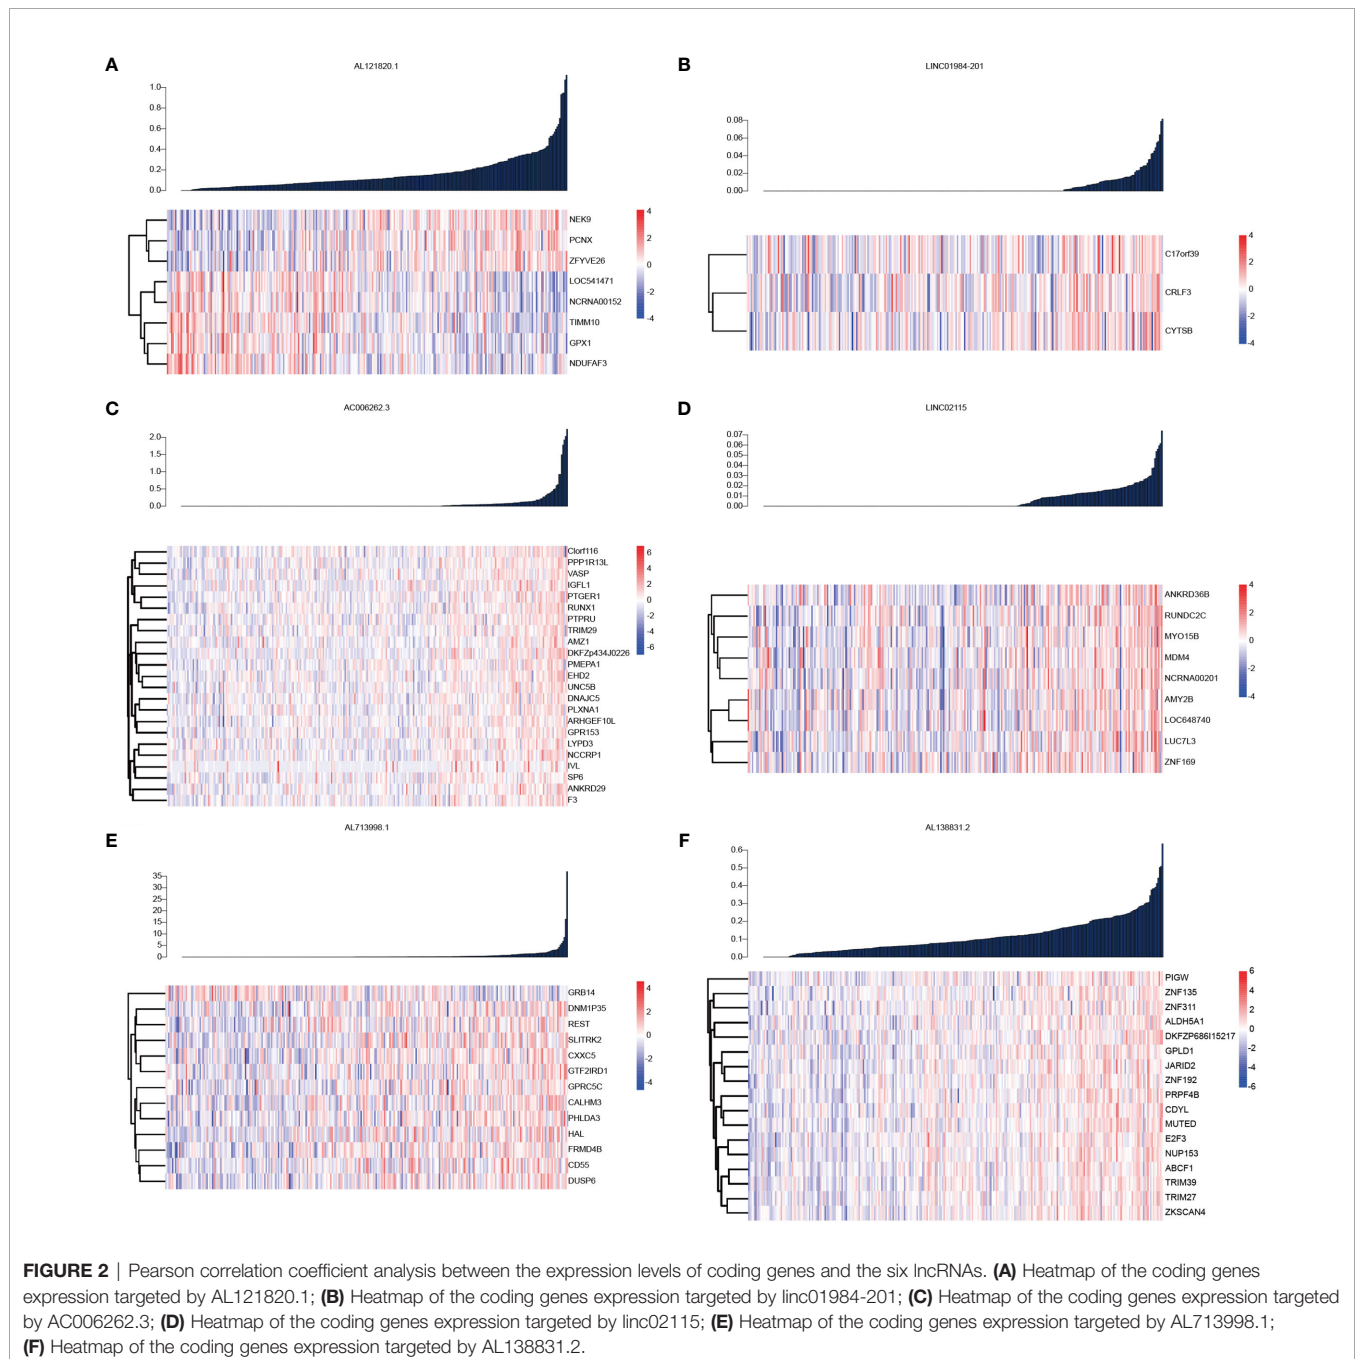 A
AL121820.1
1.0
0.8
0.6
0.4
0.2
0.0
NEK9
PCNX
ZFYVE26
LOC541471
NCRNA00152
TIMM10
GPX1
NDUFAF3
4
2
0
-2
-4
B
LINC01984-201
0.08
0.06
0.04
0.02
0.00
C17orf39
CRLF3
CYTSB
4
2
0
-2
-4
C
AC006262.3
2.0
1.5
1.0
0.5
0.0
Clorf116
PPP1R13L
VASP
IGFL1
PTGER1
RUNX1
PTPRU
TRIM29
AMZ1
DKFZp434J0226
PMEPA1
EHD2
UNC5B
DNAJC5
PLXNA1
ARHGEF10L
GPR153
LYPD3
NCCRP1
IVL
SP6
ANKRD29
F3
6
4
2
0
-2
-4
-6
D
LINC02115
0.07
0.06
0.05
0.04
0.03
0.02
0.01
0.00
ANKRD36B
RUNDC2C
MYO15B
MDM4
NCRNA00201
AMY2B
LOC648740
LUC7L3
ZNF169
4
2
0
-2
-4
E
AL713998.1
35
30
25
20
15
10
5
0
GRB14
DNM1P35
REST
SLITRK2
CXXC5
GTF2IRD1
GPRC5C
CALHM3
PHLDA3
HAL
FRMD4B
CD55
DUSP6
4
2
0
-2
-4
F
AL138831.2
0.6
0.5
0.4
0.3
0.2
0.1
0.0
PIGW
ZNF135
ZNF311
ALDH5A1
DKFZP686I15217
GPLD1
JARID2
ZNF192
PRPF4B
CDYL
MUTED
E2F3
NUP153
ABCF1
TRIM39
TRIM27
ZKSCAN4
6
4
2
0
-2
-4
-6
FIGURE 2 | Pearson correlation coefficient analysis between the expression levels of coding genes and the six lncRNAs. (A) Heatmap of the coding genes
expression targeted by AL121820.1; (B) Heatmap of the coding genes expression targeted by linc01984-201; (C) Heatmap of the coding genes expression targeted
by AC006262.3; (D) Heatmap of the coding genes expression targeted by linc02115; (E) Heatmap of the coding genes expression targeted by AL713998.1;
(F) Heatmap of the coding genes expression targeted by AL138831.2.